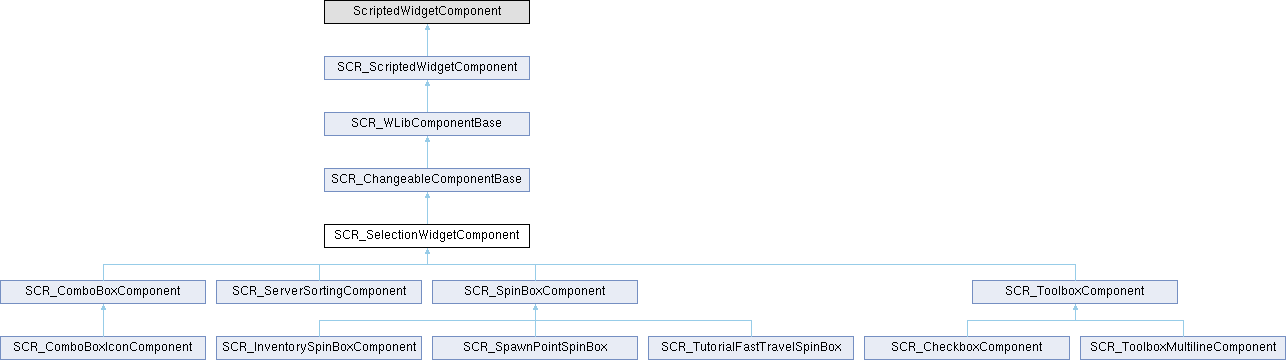 ScriptedWidgetComponent
SCR_ScriptedWidgetComponent
SCR_WLibComponentBase
SCR_ChangeableComponentBase
SCR_SelectionWidgetComponent
SCR_ComboBoxComponent
SCR_ServerSortingComponent
SCR_SpinBoxComponent
SCR_ToolboxComponent
SCR_ComboBoxIconComponent
SCR_InventorySpinBoxComponent
SCR_SpawnPointSpinBox
SCR_TutorialFastTravelSpinBox
SCR_CheckboxComponent
SCR_ToolboxMultilineComponent